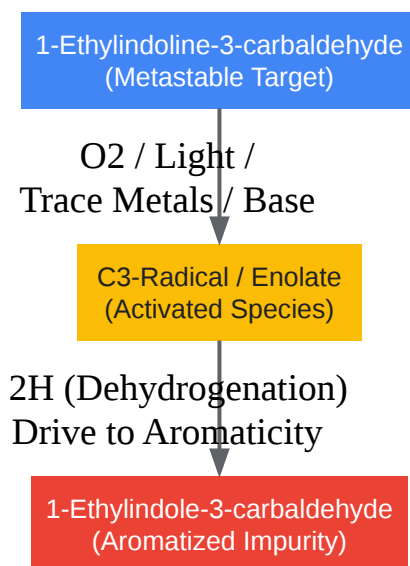 1-Ethylindoline-3-carbaldehyde
(Metastable Target)
O2 / Light /
Trace Metals / Base
C3-Radical / Enolate
(Activated Species)
2H (Dehydrogenation)
Drive to Aromaticity
1-Ethylindole-3-carbaldehyde
(Aromatized Impurity)